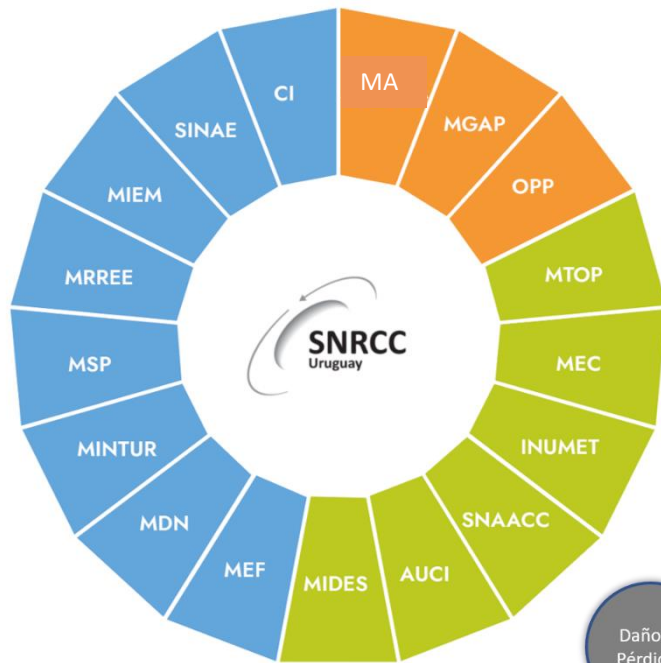 MA
MGAP
OPP
MTOP
MEC
INUMET
SNAACC
AUCI
MIDES
MEF
MDN
MINTUR
MSP
MRREE
MIEM
SINAE
CI
SNRCC
Uruguay